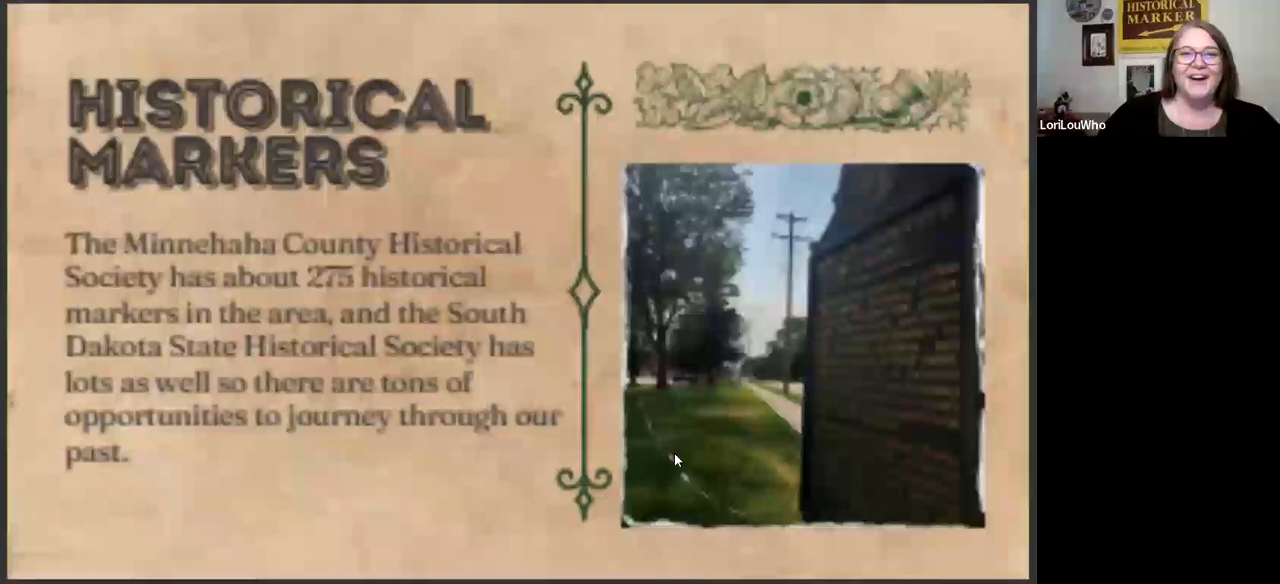 HISTORICAL
MARKERS
The Minnehaha County Historical
Society has about 275 historical
markers in the area, and the South
Dakota State Historical Society has
lots as well so there are tons of
opportunities to journey through our
past.
HISTORICAL
MARKER
LoriLouWho